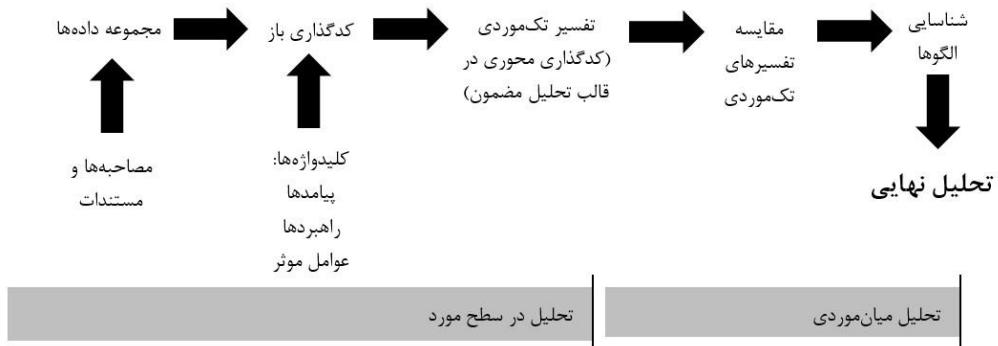 مجموعه داده‌ها
کدگذاری باز
تفسیر تک‌موردی
(کدگذاری محوری در
قالب تحلیل مضمون)
مقایسه
تفسیرهای
تک‌موردی
شناسایی
الگوها
مصاحبه‌ها و
مستندات
کلیدواژه‌ها:
پیامدها
راهبردها
عوامل موثر
تحلیل نهایی
تحلیل در سطح مورد
تحلیل میان‌موردی